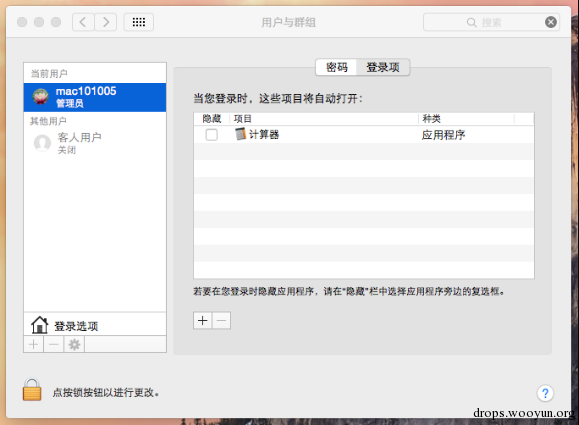 用户与群组
搜索
当前用户
mac101005
管理员
其他用户
客人用户
关闭
登录选项
密码 登录项
当您登录时，这些项目将自动打开：
隐藏 项目 种类
计算器 应用程序
若要在您登录时隐藏应用程序，请在“隐藏”栏中选择应用程序旁边的复选框。
点按锁按钮以进行更改。
?
drops.wooyun.org